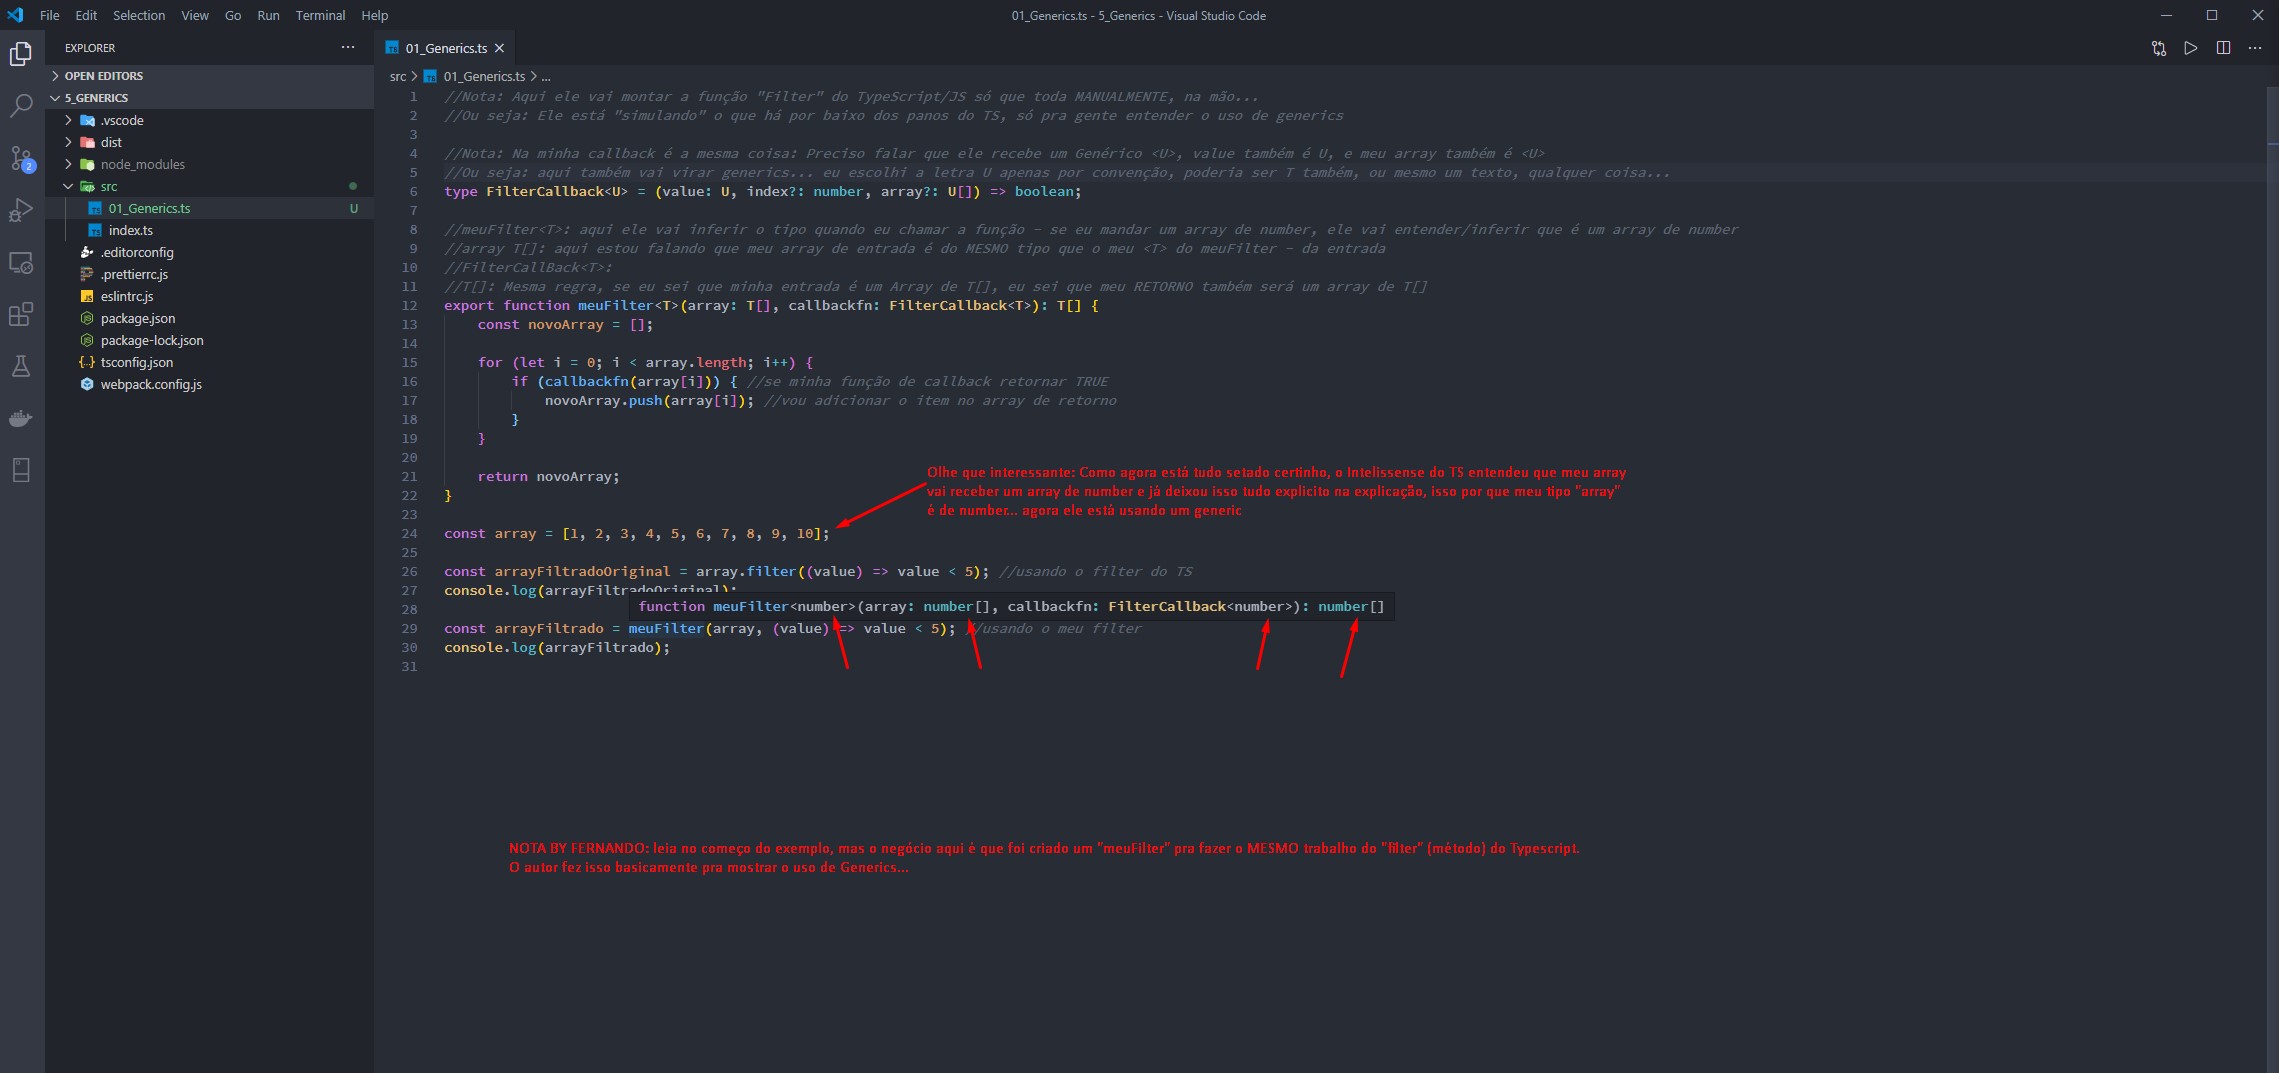 File Edit Selection View Go Run Terminal Help
01_Generics.ts - 5_Generics - Visual Studio Code
EXPLORER
OPEN EDITORS
5_GENERICS
.vscode
dist
node_modules
src
01_Generics.ts U
index.ts
.editorconfig
.prettierrc.js
eslintrc.js
package.json
package-lock.json
tsconfig.json
webpack.config.js
2
01_Generics.ts
src > 01_Generics.ts > ...
1 //Nota: Aqui ele vai montar a função "Filter" do TypeScript/JS só que toda MANUALMENTE, na mão...
2 //Ou seja: Ele está "simulando" o que há por baixo dos panos do TS, só pra gente entender o uso de generics
3
4 //Nota: Na minha callback é a mesma coisa: Preciso falar que ele recebe um Genérico <U>, value também é U, e meu array também é <U>
5 //Ou seja: aqui também vai virar generics... eu escolhi a letra U apenas por convenção, poderia ser T também, ou mesmo um texto, qualquer coisa...
6 type FilterCallback<U> = (value: U, index?: number, array?: U[]) => boolean;
7
8 //meuFilter<T>: aqui ele vai inferir o tipo quando eu chamar a função - se eu mandar um array de number, ele vai entender/inferir que é um array de number
9 //array T[]: aqui estou falando que meu array de entrada é do MESMO tipo que o meu <T> do meuFilter - da entrada
10 //FilterCallBack<T>:
11 //T[]: Mesma regra, se eu sei que minha entrada é um Array de T[], eu sei que meu RETORNO também será um array de T[]
12 export function meuFilter<T>(array: T[], callbackfn: FilterCallback<T>): T[] {
13 const novoArray = [];
14
15 for (let i = 0; i < array.length; i++) {
16 if (callbackfn(array[i])) { //se minha função de callback retornar TRUE
17 novoArray.push(array[i]); //vou adicionar o item no array de retorno
18 }
19 }
20
21 return novoArray;
22 }
23
24 const array = [1, 2, 3, 4, 5, 6, 7, 8, 9, 10];
25
26 const arrayFiltradoOriginal = array.filter((value) => value < 5); //usando o filter do TS
27 console.log(arrayFiltradoOriginal);
28
function meuFilter<number>(array: number[], callbackfn: FilterCallback<number>): number[]
29 const arrayFiltrado = meuFilter(array, (value) => value < 5); //usando o meu filter
30 console.log(arrayFiltrado);
31
Olhe que interessante: Como agora está tudo setado certinho, o Intelissense do TS entendeu que meu array
vai receber um array de number e já deixou isso tudo explicito na explicação, isso por que meu tipo "array"
é de number... agora ele está usando um generic
NOTA BY FERNANDO: leia no começo do exemplo, mas o negócio aqui é que foi criado um "meuFilter" pra fazer o MESMO trabalho do "filter" (método) do Typescript.
O autor fez isso basicamente pra mostrar o uso de Generics...